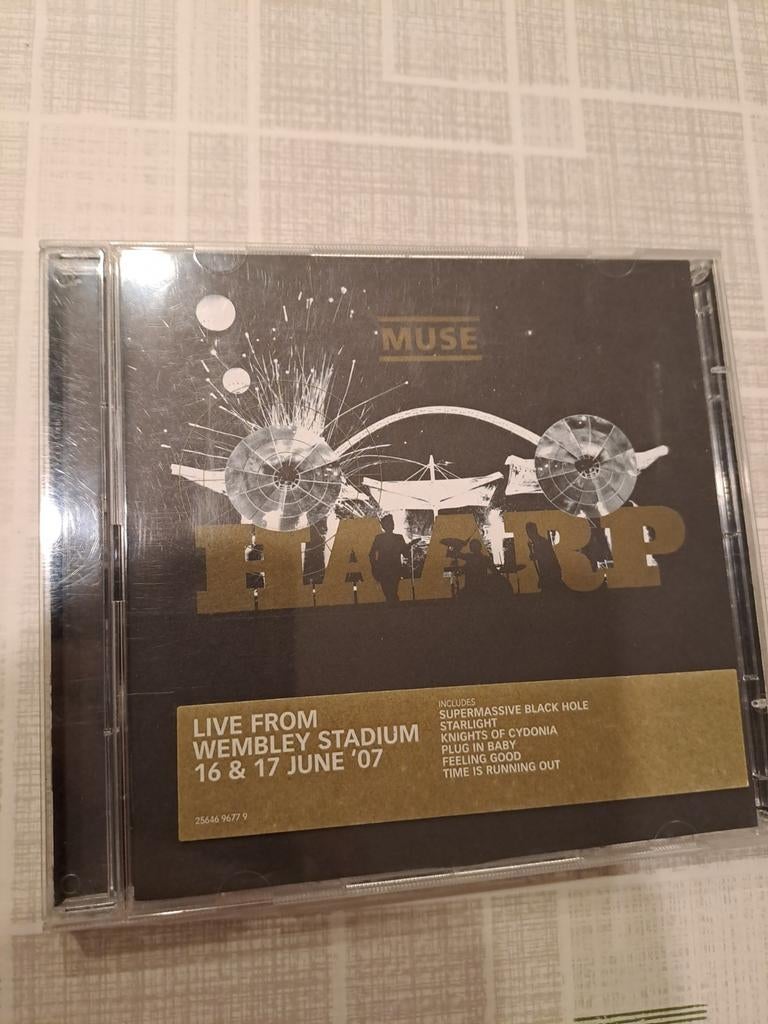 MUSE
HAARP
LIVE FROM
WEMBLEY STADIUM
16 & 17 JUNE '07
25646 9677 9
INCLUDES
SUPERMASSIVE BLACK HOLE
STARLIGHT
KNIGHTS OF CYDONIA
PLUG IN BABY
FEELING GOOD
TIME IS RUNNING OUT